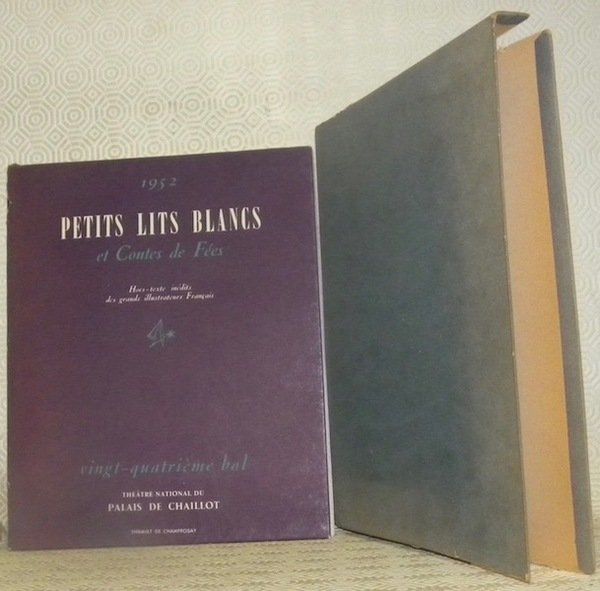 1952
PETITS LITS BLANCS
et Contes de Fées
Hors-texte inédits
des grands illustrateurs Français
vingt-quatrième bal
THÉÂTRE NATIONAL DU
PALAIS DE CHAILLOT
THIBAULT DE CHAMPROSAY